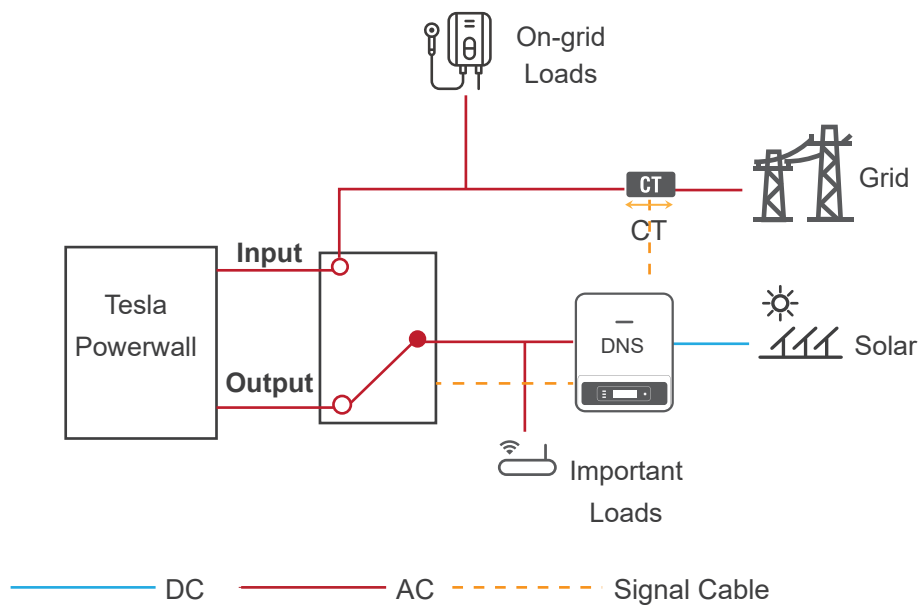 On-grid
Loads
CT
Grid
CT
Input
Tesla
Powerwall
DNS
Solar
Output
Important
Loads
DC
AC
Signal Cable